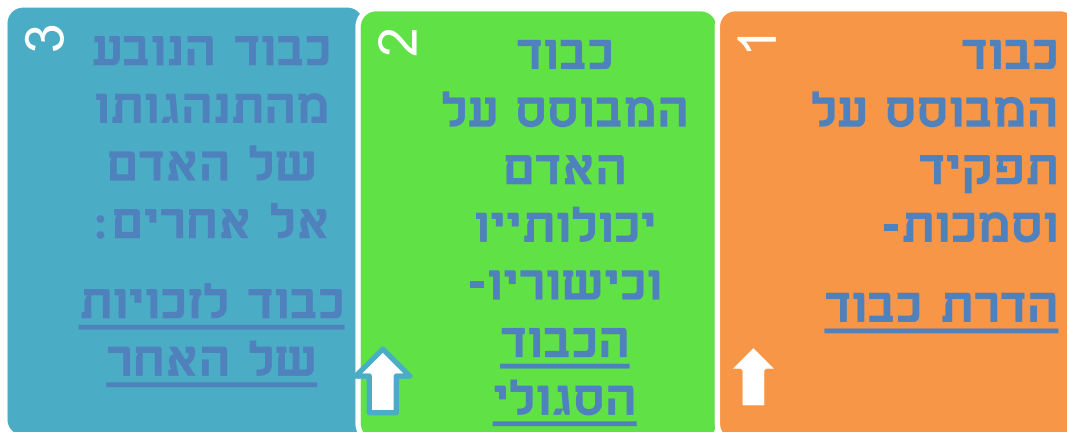 1
כבוד
המבוסס על
תפקיד
וסמכות-
הדרת כבוד
2
כבוד
המבוסס על
האדם
יכולותייו
וכישוריו-
הכבוד
הסגולי
3
כבוד הנובע
מהתנהגותו
של האדם
אל אחרים:
כבוד לזכויות
של האחר